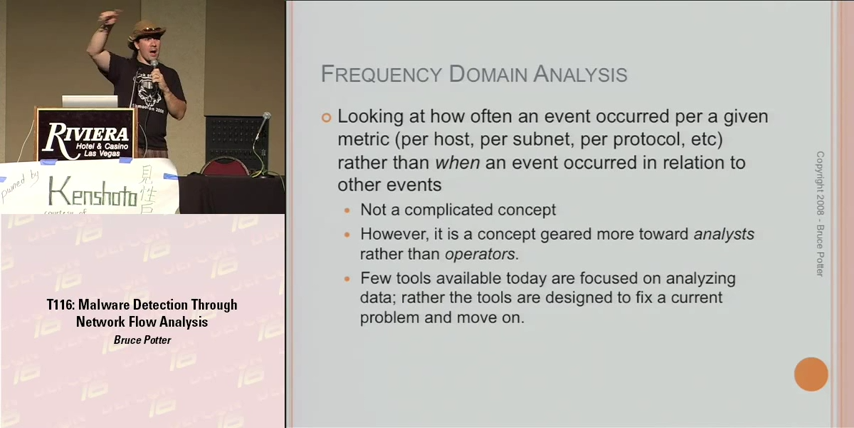 RIVIERA
Hotel & Casino
Las Vegas
pwned by
Kenshoto
見
性
T116: Malware Detection Through
Network Flow Analysis
Bruce Potter
FREQUENCY DOMAIN ANALYSIS
Looking at how often an event occurred per a given
metric (per host, per subnet, per protocol, etc)
rather than when an event occurred in relation to
other events
Not a complicated concept
However, it is a concept geared more toward analysts
rather than operators.
Few tools available today are focused on analyzing
data; rather the tools are designed to fix a current
problem and move on.
Copyright 2008 - Bruce Potter